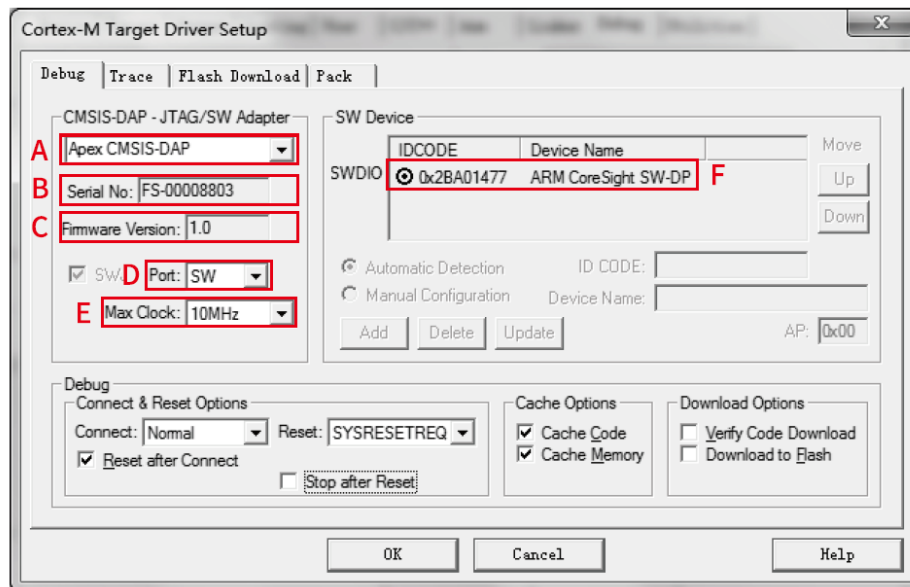 Cortex-M Target Driver Setup
Debug Trace Flash Download Pack
CMSIS-DAP - JTAG/SW Adapter
A Apex CMSIS-DAP
B Serial No: FS-00008803
C Firmware Version: 1.0
SWJ D Port: SW
E Max Clock: 10MHz
SW Device
IDCODE Device Name
SWDIO 0x2BA01477 ARM CoreSight SW-DP F
Move
Up
Down
Automatic Detection ID CODE:
Manual Configuration Device Name:
Add Delete Update AP: 0x00
Debug
Connect & Reset Options
Connect: Normal Reset: SYSRESETREQ
Reset after Connect
Stop after Reset
Cache Options
Cache Code
Cache Memory
Download Options
Verify Code Download
Download to Flash
OK Cancel Help